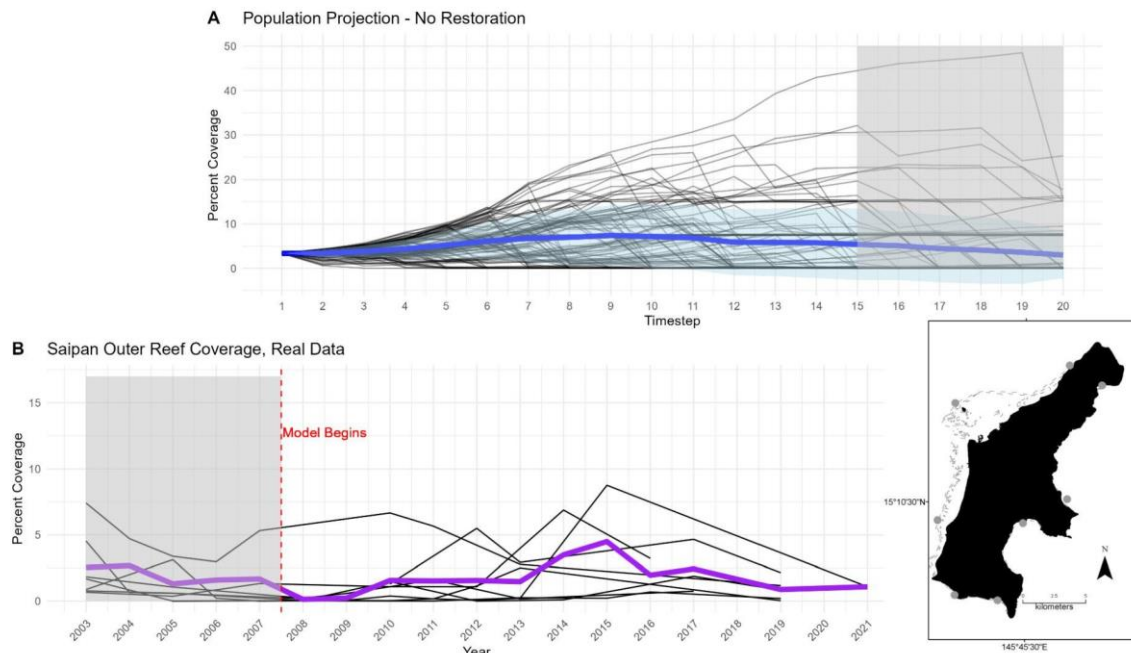 A Population Projection - No Restoration
Percent Coverage
50
40
30
20
10
0
1 2 3 4 5 6 7 8 9 10 11 12 13 14 15 16 17 18 19 20
Timestep
B Saipan Outer Reef Coverage, Real Data
Percent Coverage
15
10
5
0
Model Begins
2003 2004 2005 2006 2007 2008 2009 2010 2011 2012 2013 2014 2015 2016 2017 2018 2019 2020 2021
Year
15°10'30"N
N
0 2.5 5
kilometers
145°45'30"E